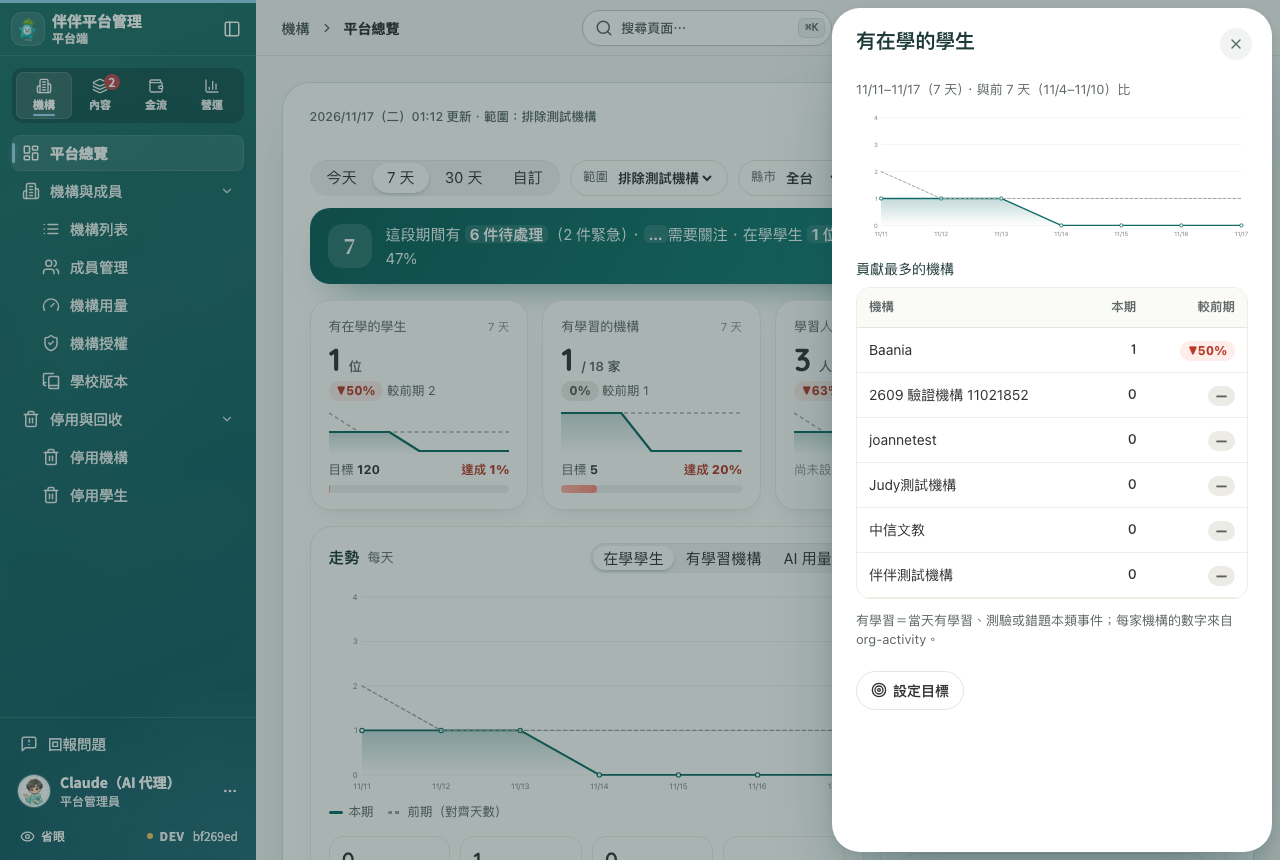 伴伴平台管理
平台端
機構
內容
2
金流
營運
平台總覽
機構與成員
機構列表
成員管理
機構用量
機構授權
學校版本
停用與回收
停用機構
停用學生
回報問題
Claude（AI 代理）
平台管理員
省眼
DEV bf269ed
機構 > 平台總覽
搜尋頁面… ⌘K
2026/11/17（二）01:12 更新 · 範圍：排除測試機構
今天 7 天 30 天 自訂
範圍 排除測試機構
縣市 全台
7
這段期間有 6 件待處理（2 件緊急）· … 需要關注 · 在學學生 1 位
47%
有在學的學生 7 天
1 位
▼50% 較前期 2
目標 120 達成 1%
有學習的機構 7 天
1 / 18 家
0% 較前期 1
目標 5 達成 20%
學習人
3 人
▼63%
尚未設
走勢 每天
在學學生 有學習機構 AI 用量
4
3
2
1
0
11/11 11/12 11/13 11/14 11/15 11/16
本期 前期（對齊天數）
0 1 0
有在學的學生
11/11–11/17（7 天）· 與前 7 天（11/4–11/10）比
4
3
2
1
0
11/11 11/12 11/13 11/14 11/15 11/16 11/17
貢獻最多的機構
機構 本期 較前期
Baania 1 ▼50%
2609 驗證機構 11021852 0 —
joannetest 0 —
Judy測試機構 0 —
中信文教 0 —
伴伴測試機構 0 —
有學習＝當天有學習、測驗或錯題本類事件；每家機構的數字來自
org-activity。
設定目標